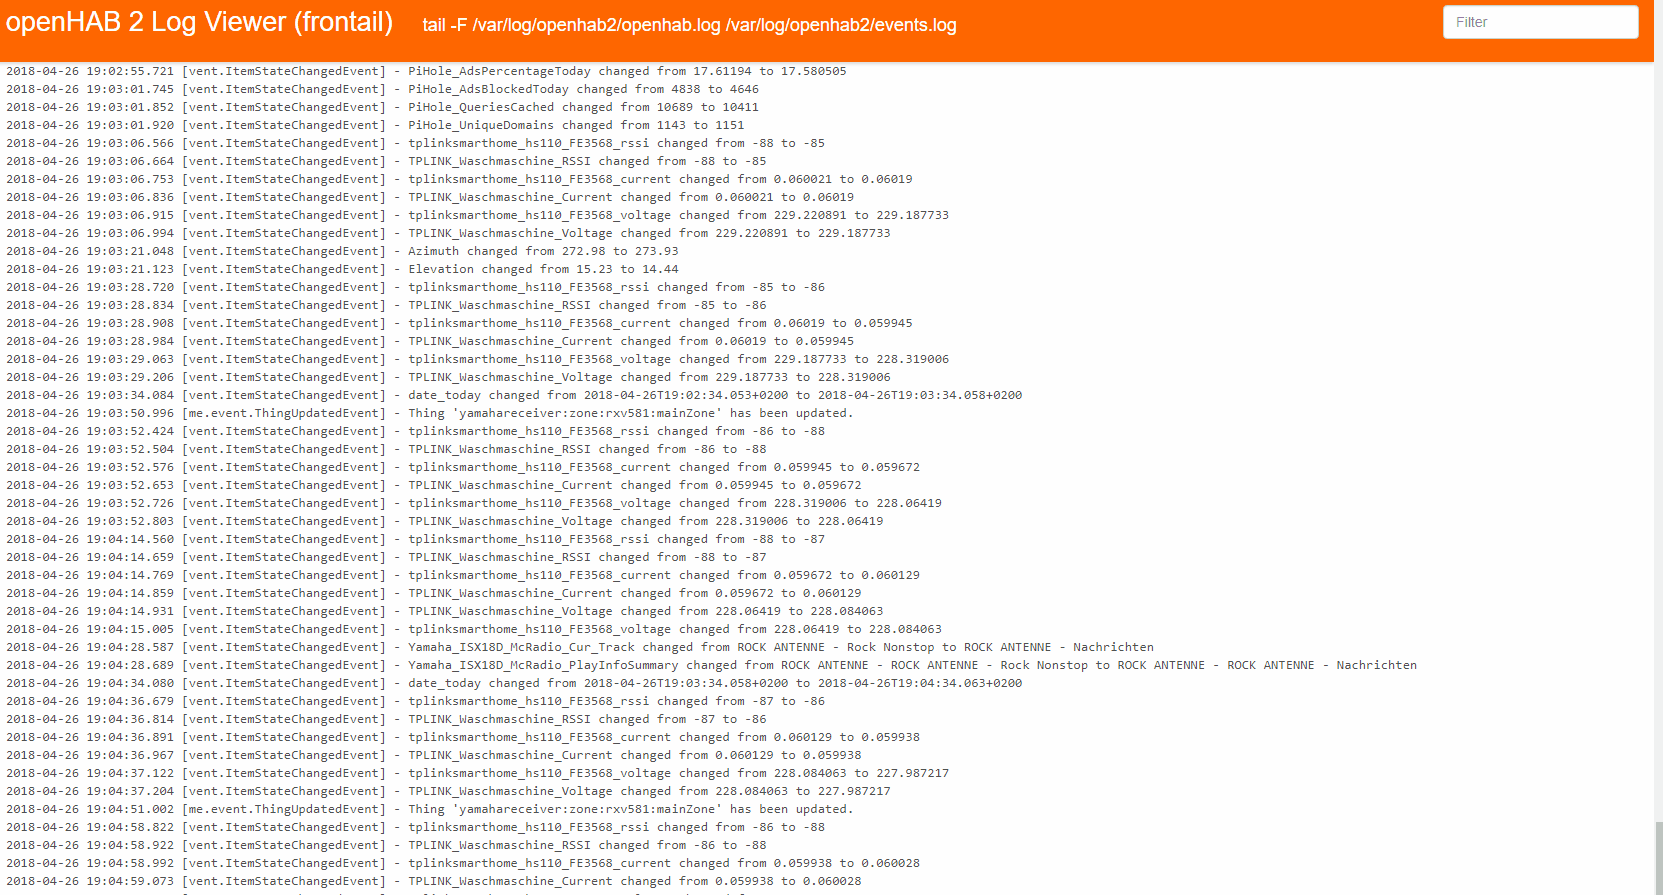 openHAB 2 Log Viewer (frontail) tail -F /var/log/openhab2/openhab.log /var/log/openhab2/events.log Filter
2018-04-26 19:02:55.721 [vent.ItemStateChangedEvent] - PiHole_AdsPercentageToday changed from 17.61194 to 17.580505
2018-04-26 19:03:01.745 [vent.ItemStateChangedEvent] - PiHole_AdsBlockedToday changed from 4838 to 4646
2018-04-26 19:03:01.852 [vent.ItemStateChangedEvent] - PiHole_QueriesCached changed from 10689 to 10411
2018-04-26 19:03:01.920 [vent.ItemStateChangedEvent] - PiHole_UniqueDomains changed from 1143 to 1151
2018-04-26 19:03:06.566 [vent.ItemStateChangedEvent] - tplinksmarthome_hs110_FE3568_rssi changed from -88 to -85
2018-04-26 19:03:06.664 [vent.ItemStateChangedEvent] - TPLINK_Waschmaschine_RSSI changed from -88 to -85
2018-04-26 19:03:06.753 [vent.ItemStateChangedEvent] - tplinksmarthome_hs110_FE3568_current changed from 0.060021 to 0.06019
2018-04-26 19:03:06.836 [vent.ItemStateChangedEvent] - TPLINK_Waschmaschine_Current changed from 0.060021 to 0.06019
2018-04-26 19:03:06.915 [vent.ItemStateChangedEvent] - tplinksmarthome_hs110_FE3568_voltage changed from 229.220891 to 229.187733
2018-04-26 19:03:06.994 [vent.ItemStateChangedEvent] - TPLINK_Waschmaschine_Voltage changed from 229.220891 to 229.187733
2018-04-26 19:03:21.048 [vent.ItemStateChangedEvent] - Azimuth changed from 272.98 to 273.93
2018-04-26 19:03:21.123 [vent.ItemStateChangedEvent] - Elevation changed from 15.23 to 14.44
2018-04-26 19:03:28.720 [vent.ItemStateChangedEvent] - tplinksmarthome_hs110_FE3568_rssi changed from -85 to -86
2018-04-26 19:03:28.834 [vent.ItemStateChangedEvent] - TPLINK_Waschmaschine_RSSI changed from -85 to -86
2018-04-26 19:03:28.908 [vent.ItemStateChangedEvent] - tplinksmarthome_hs110_FE3568_current changed from 0.06019 to 0.059945
2018-04-26 19:03:28.984 [vent.ItemStateChangedEvent] - TPLINK_Waschmaschine_Current changed from 0.06019 to 0.059945
2018-04-26 19:03:29.063 [vent.ItemStateChangedEvent] - tplinksmarthome_hs110_FE3568_voltage changed from 229.187733 to 228.319006
2018-04-26 19:03:29.206 [vent.ItemStateChangedEvent] - TPLINK_Waschmaschine_Voltage changed from 229.187733 to 228.319006
2018-04-26 19:03:34.084 [vent.ItemStateChangedEvent] - date_today changed from 2018-04-26T19:02:34.053+0200 to 2018-04-26T19:03:34.058+0200
2018-04-26 19:03:50.996 [me.event.ThingUpdatedEvent] - Thing 'yamahareceiver:zone:rxv581:mainZone' has been updated.
2018-04-26 19:03:52.424 [vent.ItemStateChangedEvent] - tplinksmarthome_hs110_FE3568_rssi changed from -86 to -88
2018-04-26 19:03:52.504 [vent.ItemStateChangedEvent] - TPLINK_Waschmaschine_RSSI changed from -86 to -88
2018-04-26 19:03:52.576 [vent.ItemStateChangedEvent] - tplinksmarthome_hs110_FE3568_current changed from 0.059945 to 0.059672
2018-04-26 19:03:52.653 [vent.ItemStateChangedEvent] - TPLINK_Waschmaschine_Current changed from 0.059945 to 0.059672
2018-04-26 19:03:52.726 [vent.ItemStateChangedEvent] - tplinksmarthome_hs110_FE3568_voltage changed from 228.319006 to 228.06419
2018-04-26 19:03:52.803 [vent.ItemStateChangedEvent] - TPLINK_Waschmaschine_Voltage changed from 228.319006 to 228.06419
2018-04-26 19:04:14.560 [vent.ItemStateChangedEvent] - tplinksmarthome_hs110_FE3568_rssi changed from -88 to -87
2018-04-26 19:04:14.659 [vent.ItemStateChangedEvent] - TPLINK_Waschmaschine_RSSI changed from -88 to -87
2018-04-26 19:04:14.769 [vent.ItemStateChangedEvent] - tplinksmarthome_hs110_FE3568_current changed from 0.059672 to 0.060129
2018-04-26 19:04:14.859 [vent.ItemStateChangedEvent] - TPLINK_Waschmaschine_Current changed from 0.059672 to 0.060129
2018-04-26 19:04:14.931 [vent.ItemStateChangedEvent] - TPLINK_Waschmaschine_Voltage changed from 228.06419 to 228.084063
2018-04-26 19:04:15.005 [vent.ItemStateChangedEvent] - tplinksmarthome_hs110_FE3568_voltage changed from 228.06419 to 228.084063
2018-04-26 19:04:28.587 [vent.ItemStateChangedEvent] - Yamaha_ISX18D_McRadio_Cur_Track changed from ROCK ANTENNE - Rock Nonstop to ROCK ANTENNE - Nachrichten
2018-04-26 19:04:28.689 [vent.ItemStateChangedEvent] - Yamaha_ISX18D_McRadio_PlayInfoSummary changed from ROCK ANTENNE - ROCK ANTENNE - Rock Nonstop to ROCK ANTENNE - ROCK ANTENNE - Nachrichten
2018-04-26 19:04:34.080 [vent.ItemStateChangedEvent] - date_today changed from 2018-04-26T19:03:34.058+0200 to 2018-04-26T19:04:34.063+0200
2018-04-26 19:04:36.679 [vent.ItemStateChangedEvent] - tplinksmarthome_hs110_FE3568_rssi changed from -87 to -86
2018-04-26 19:04:36.814 [vent.ItemStateChangedEvent] - TPLINK_Waschmaschine_RSSI changed from -87 to -86
2018-04-26 19:04:36.891 [vent.ItemStateChangedEvent] - tplinksmarthome_hs110_FE3568_current changed from 0.060129 to 0.059938
2018-04-26 19:04:36.967 [vent.ItemStateChangedEvent] - TPLINK_Waschmaschine_Current changed from 0.060129 to 0.059938
2018-04-26 19:04:37.122 [vent.ItemStateChangedEvent] - tplinksmarthome_hs110_FE3568_voltage changed from 228.084063 to 227.987217
2018-04-26 19:04:37.204 [vent.ItemStateChangedEvent] - TPLINK_Waschmaschine_Voltage changed from 228.084063 to 227.987217
2018-04-26 19:04:51.002 [me.event.ThingUpdatedEvent] - Thing 'yamahareceiver:zone:rxv581:mainZone' has been updated.
2018-04-26 19:04:58.822 [vent.ItemStateChangedEvent] - tplinksmarthome_hs110_FE3568_rssi changed from -86 to -88
2018-04-26 19:04:58.922 [vent.ItemStateChangedEvent] - TPLINK_Waschmaschine_RSSI changed from -86 to -88
2018-04-26 19:04:58.992 [vent.ItemStateChangedEvent] - tplinksmarthome_hs110_FE3568_current changed from 0.059938 to 0.060028
2018-04-26 19:04:59.073 [vent.ItemStateChangedEvent] - TPLINK_Waschmaschine_Current changed from 0.059938 to 0.060028